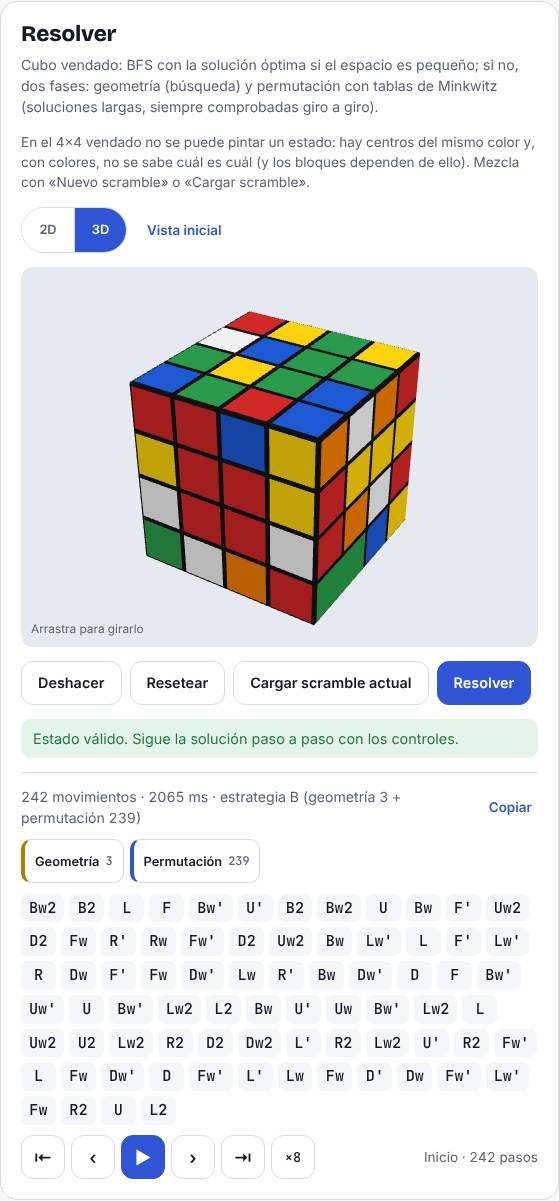 Resolver
Cubo vendado: BFS con la solución óptima si el espacio es pequeño; si no,
dos fases: geometría (búsqueda) y permutación con tablas de Minkwitz
(soluciones largas, siempre comprobadas giro a giro).
En el 4×4 vendado no se puede pintar un estado: hay centros del mismo color y,
con colores, no se sabe cuál es cuál (y los bloques dependen de ello). Mezcla
con «Nuevo scramble» o «Cargar scramble».
2D 3D Vista inicial
Arrastra para girarlo
Deshacer Resetear Cargar scramble actual Resolver
Estado válido. Sigue la solución paso a paso con los controles.
242 movimientos · 2065 ms · estrategia B (geometría 3 +
permutación 239)
Copiar
Geometría 3 Permutación 239
Bw2 B2 L F Bw' U' B2 Bw2 U Bw F' Uw2
D2 Fw R' Rw Fw' D2 Uw2 Bw Lw' L F' Lw'
R Dw F' Fw Dw' Lw R' Bw Dw' D F Bw'
Uw' U Bw' Lw2 L2 Bw U' Uw Bw' Lw2 L
Uw2 U2 Lw2 R2 D2 Dw2 L' R2 Lw2 U' R2 Fw'
L Fw Dw' D Fw' L' Lw Fw D' Dw Fw' Lw'
Fw R2 U L2
×8 Inicio · 242 pasos